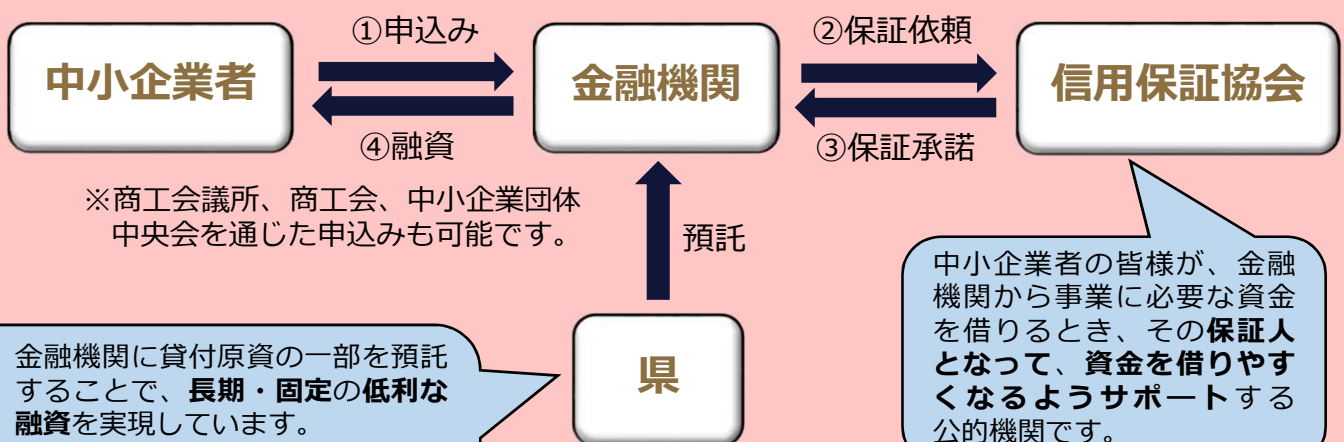 ①申込み
②保証依頼
中小企業者
金融機関
信用保証協会
④融資
③保証承諾
※商工会議所、商工会、中小企業団体
中央会を通じた申込みも可能です。
預託
県
金融機関に貸付原資の一部を預託
することで、長期・固定の低利な
融資を実現しています。
中小企業者の皆様が、金融
機関から事業に必要な資金
を借りるとき、その保証人
となって、資金を借りやす
くなるようサポートする
公的機関です。